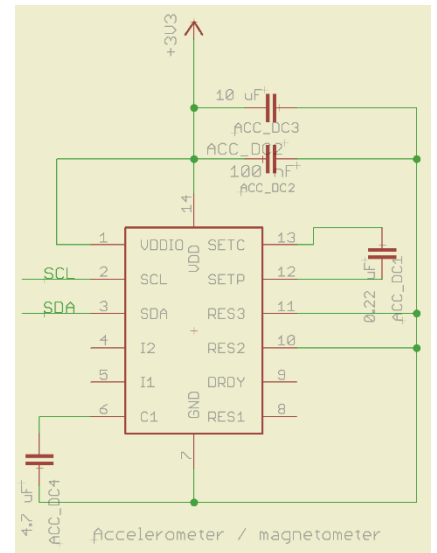 +3V3
10 uF
ACC_DC3
ACC_DC2
100 nF
ACC_DC2
14
1
VDDIO
VDD
SETC
13
SCL
2
SCL
SETP
12
0.22 uF
ACC_DC1
SDA
3
SDA
RES3
11
4
I2
RES2
10
5
I1
DRDY
9
6
C1
GND
RES1
8
7
4.7 uF
ACC_DC4
Accelerometer / magnetometer